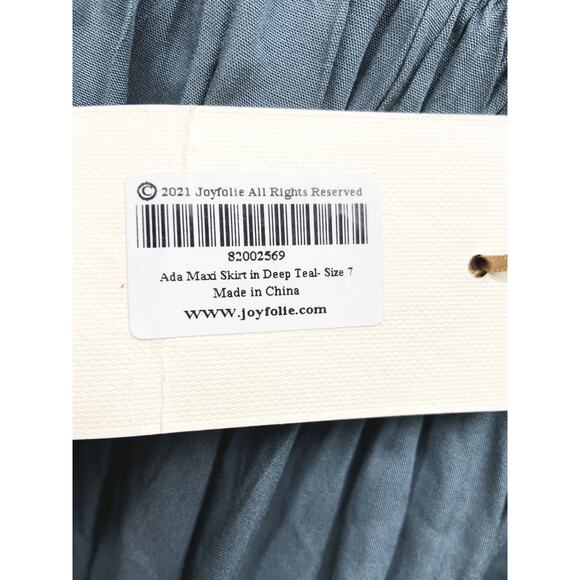 © 2021 Joyfolie All Rights Reserved
82002569
Ada Maxi Skirt in Deep Teal- Size 7
Made in China
www.joyfolie.com